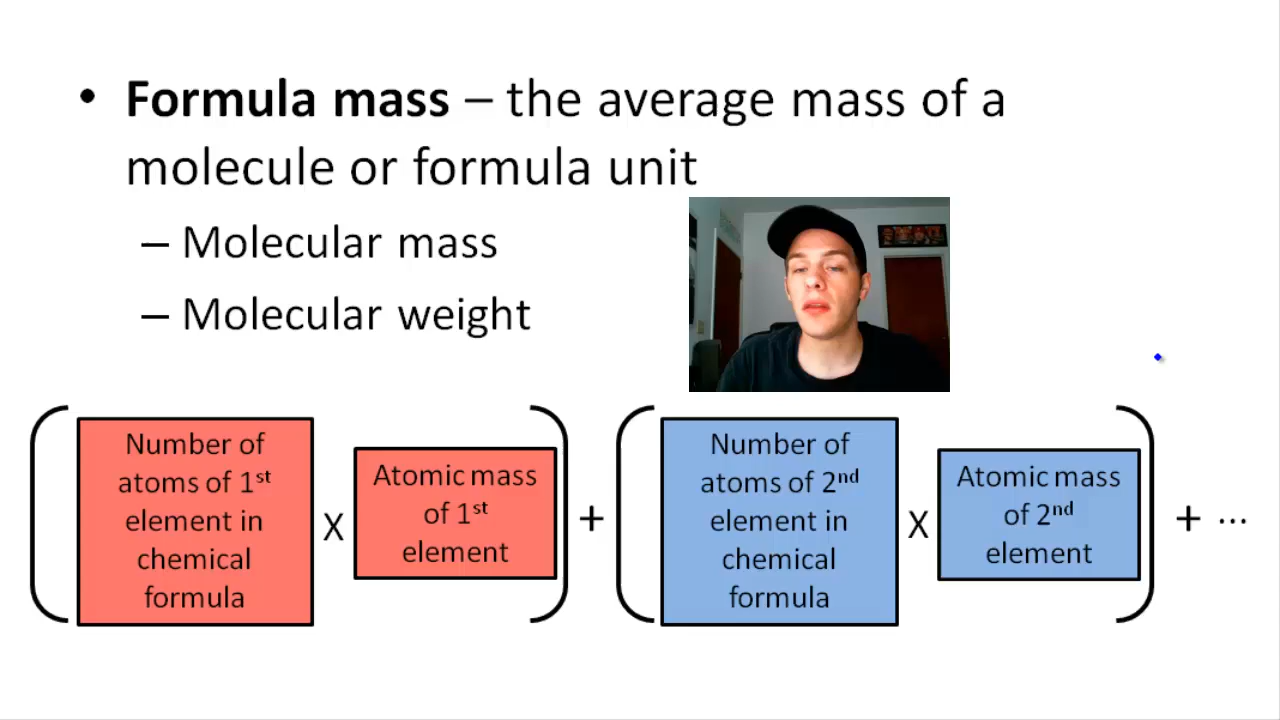 • Formula mass – the average mass of a
molecule or formula unit
– Molecular mass
– Molecular weight
Number of
atoms of 1st
element in
chemical
formula
X
Atomic mass
of 1st
element
+
Number of
atoms of 2nd
element in
chemical
formula
X
Atomic mass
of 2nd
element
+ ...